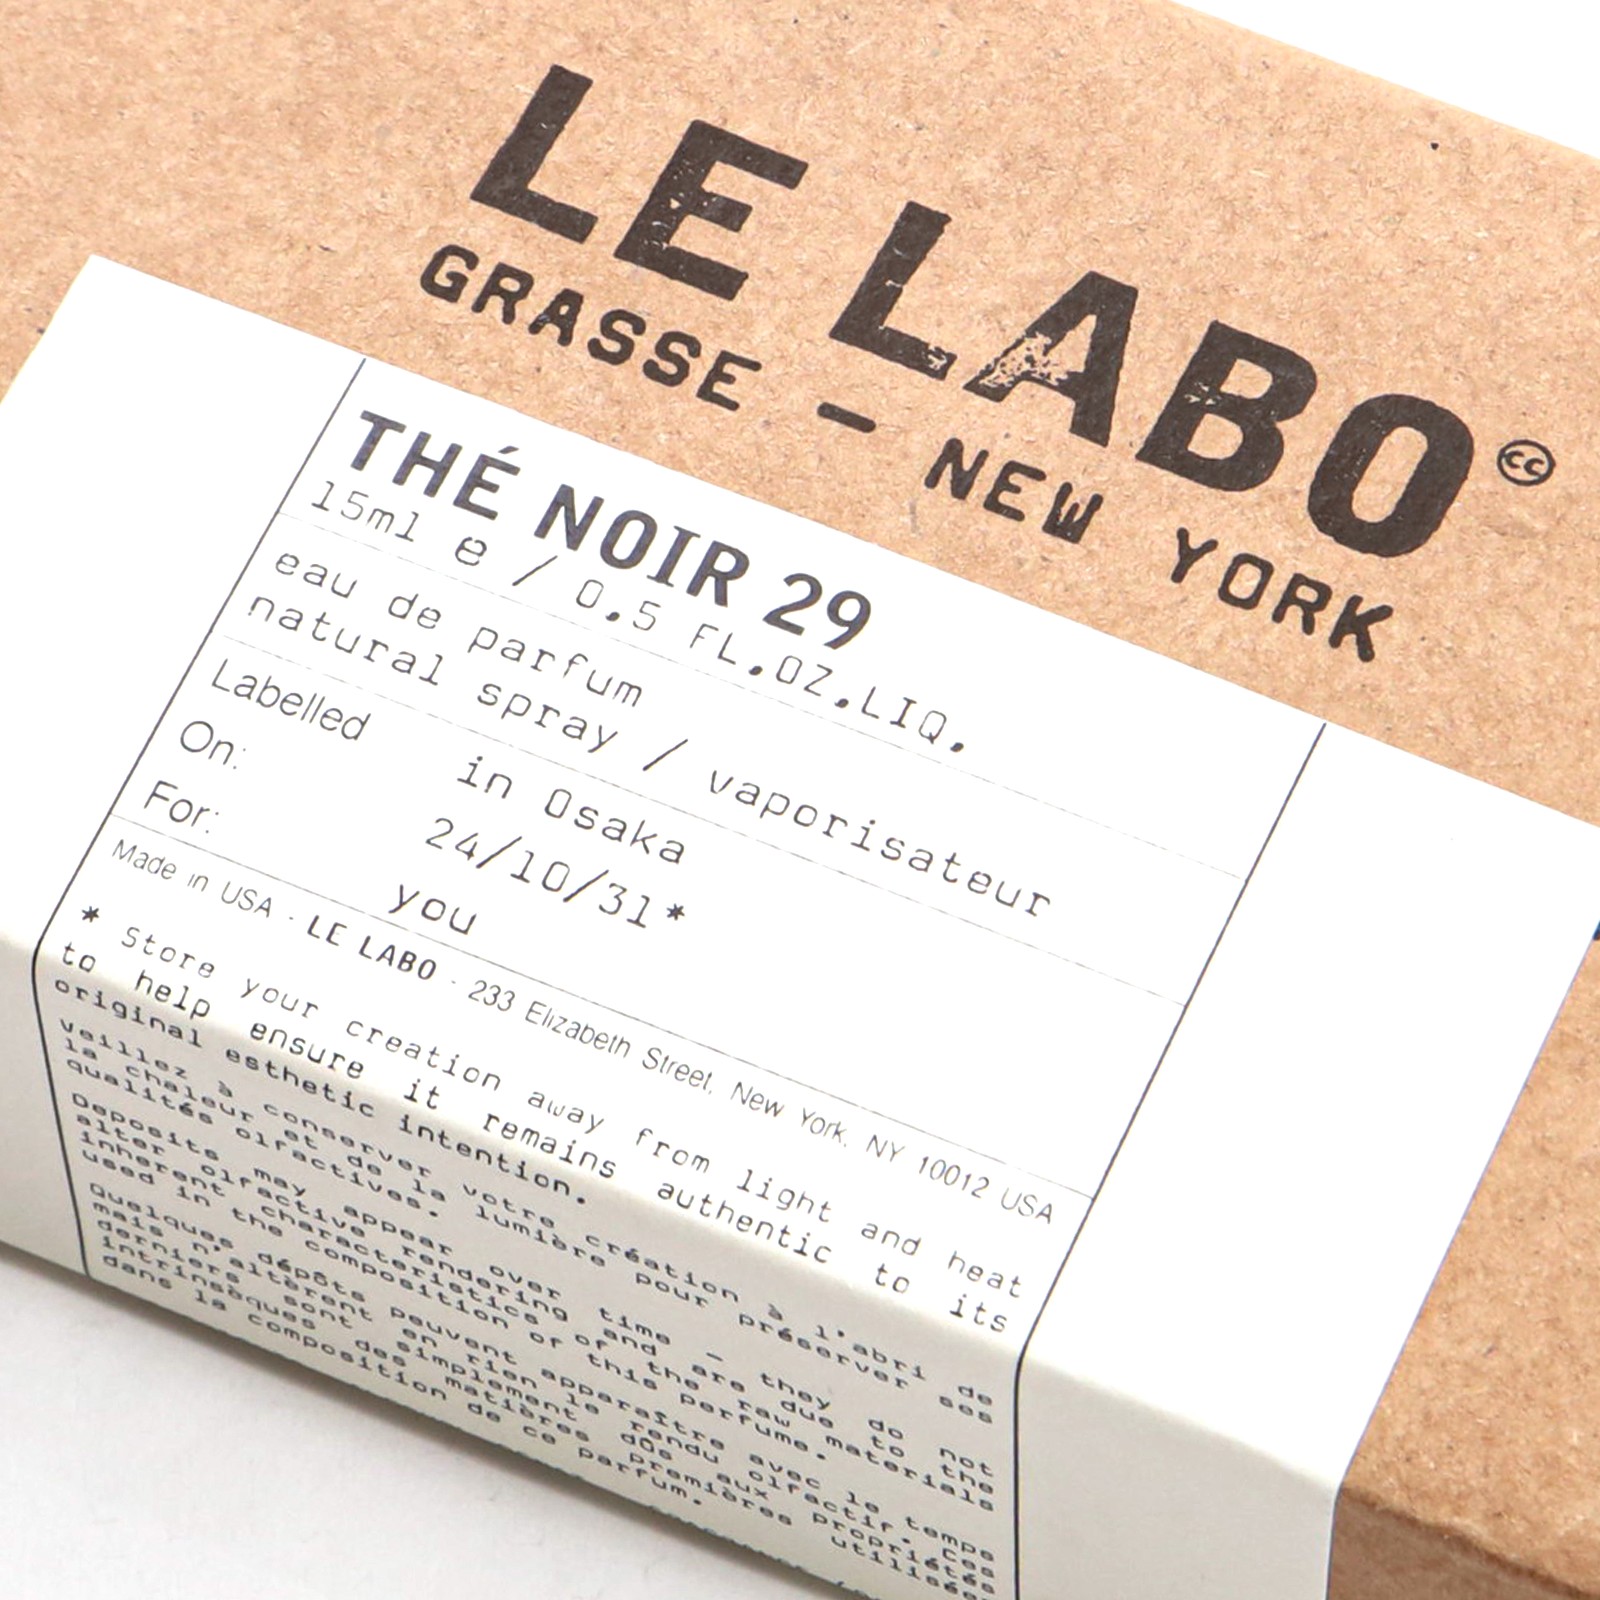 LE LABO
GRASSE — NEW YORK
THÉ NOIR 29
15ml e / 0.5 FL.OZ.LIQ.
eau de parfum
natural spray / vaporisateur
Labelled in Osaka
On: 24/10/31*
For: you
Made in USA · LE LABO · 233 Elizabeth Street, New York, NY 10012 USA
* Store your creation away from light and heat
to help ensure it remains authentic to its
original esthetic intention.
Veillez à conserver votre création à l'abri de
la chaleur et de la lumière pour préserver ses
qualités olfactives.
Deposits may appear over time – they do not
alter olfactive rendering and are due to the
inherent characteristics of the raw materials
used in the composition of this perfume.
Quelques dépôts peuvent apparaître avec le temps
mais n'altèrent en rien le rendu olfactif. Ces
derniers sont simplement dûs aux propriétés
intrinsèques des matières premières utilisées
dans la composition de ce parfum.